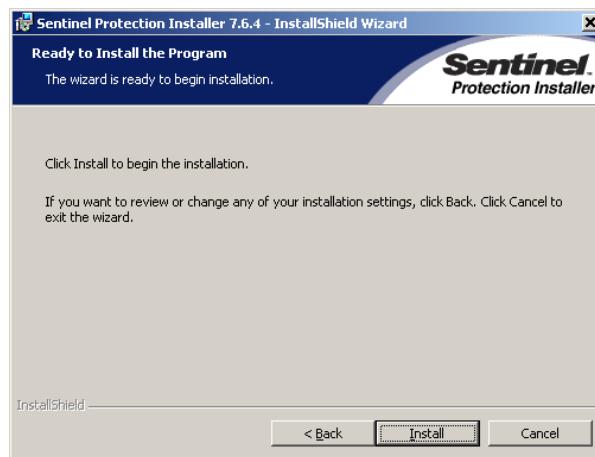 Sentinel Protection Installer 7.6.4 - InstallShield Wizard
Ready to Install the Program
The wizard is ready to begin installation.
Sentinel.
Protection Installer
Click Install to begin the installation.
If you want to review or change any of your installation settings, click Back. Click Cancel to
exit the wizard.
InstallShield
< Back Install Cancel